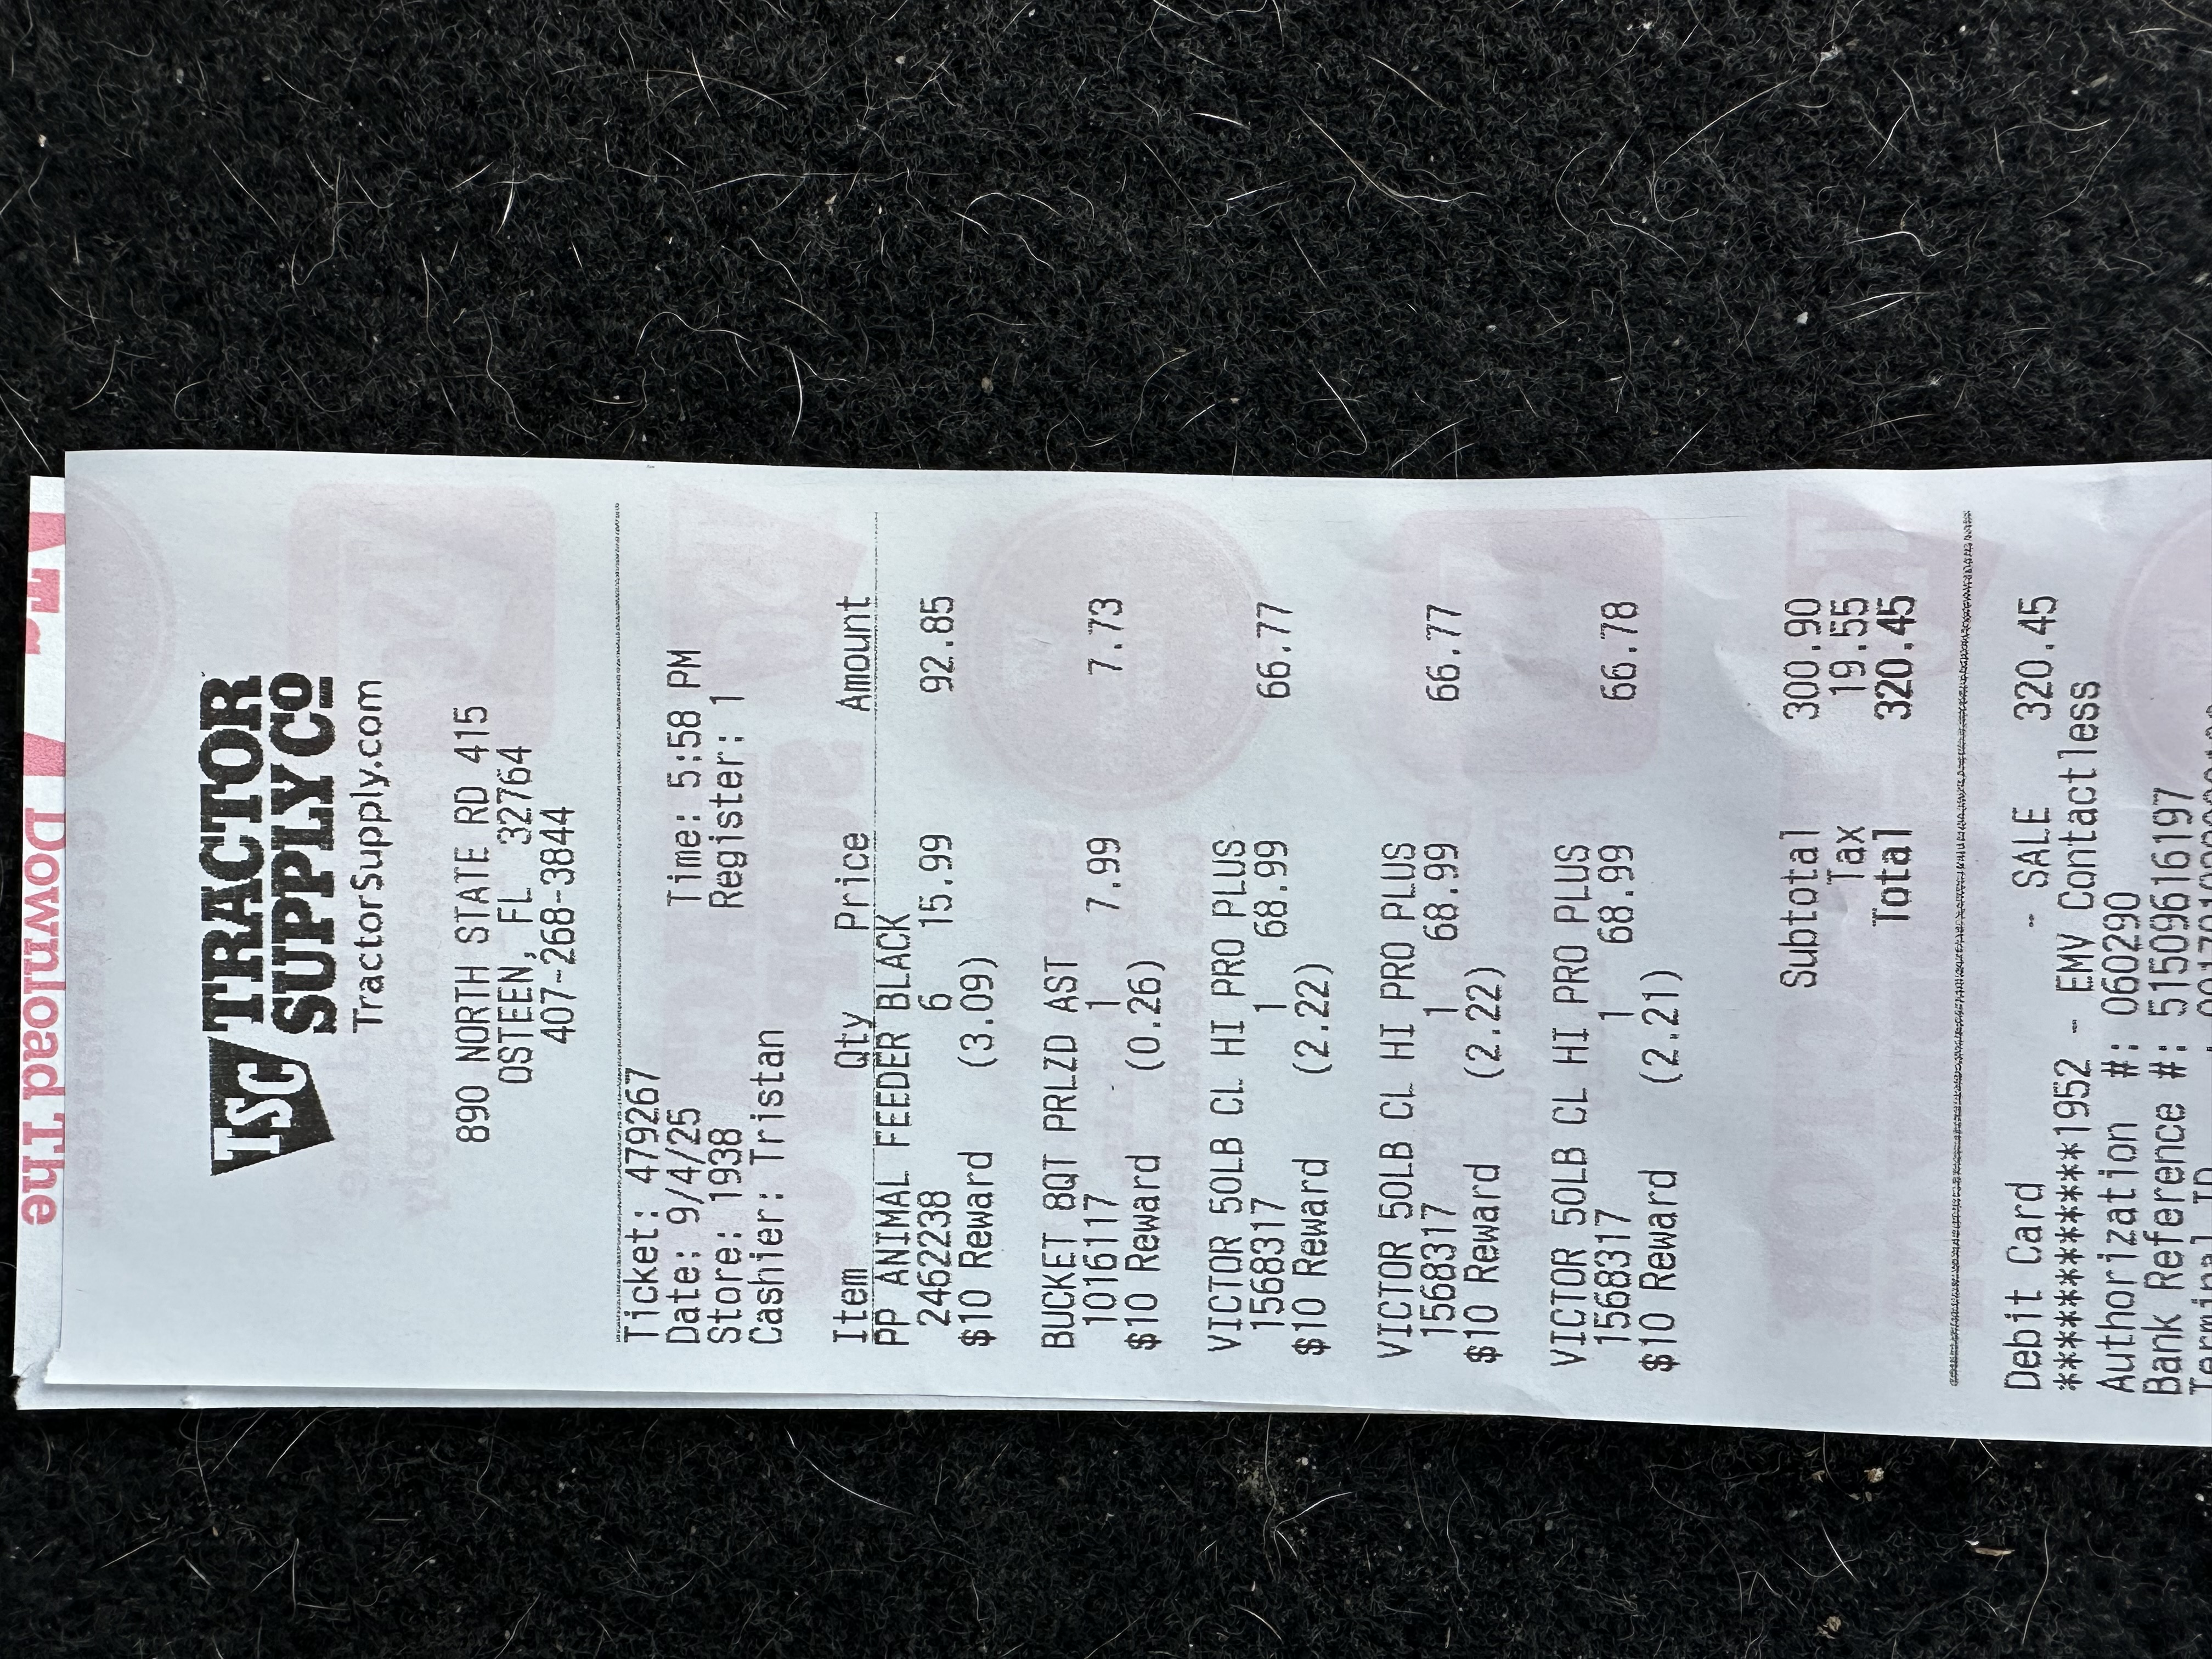 TSC TRACTOR
SUPPLY CO
TractorSupply.com
890 NORTH STATE RD 415
OSTEEN, FL 32764
407-268-3844
Ticket: 479267
Date: 9/4/25 Time: 5:58 PM
Store: 1938 Register: 1
Cashier: Tristan
Item Qty Price Amount
PP ANIMAL FEEDER BLACK
2462238 6 15.99 92.85
$10 Reward (3.09)
BUCKET 8QT PRLZD AST
1016117 1 7.99 7.73
$10 Reward (0.26)
VICTOR 50LB CL HI PRO PLUS
1568317 1 68.99 66.77
$10 Reward (2.22)
VICTOR 50LB CL HI PRO PLUS
1568317 1 68.99 66.77
$10 Reward (2.22)
VICTOR 50LB CL HI PRO PLUS
1568317 1 68.99 66.78
$10 Reward (2.21)
Subtotal 300.90
Tax 19.55
Total 320.45
Debit Card -- SALE 320.45
************1952 - EMV Contactless
Authorization #: 060290
Bank Reference #: 51509616197
Terminal ID :
Download The